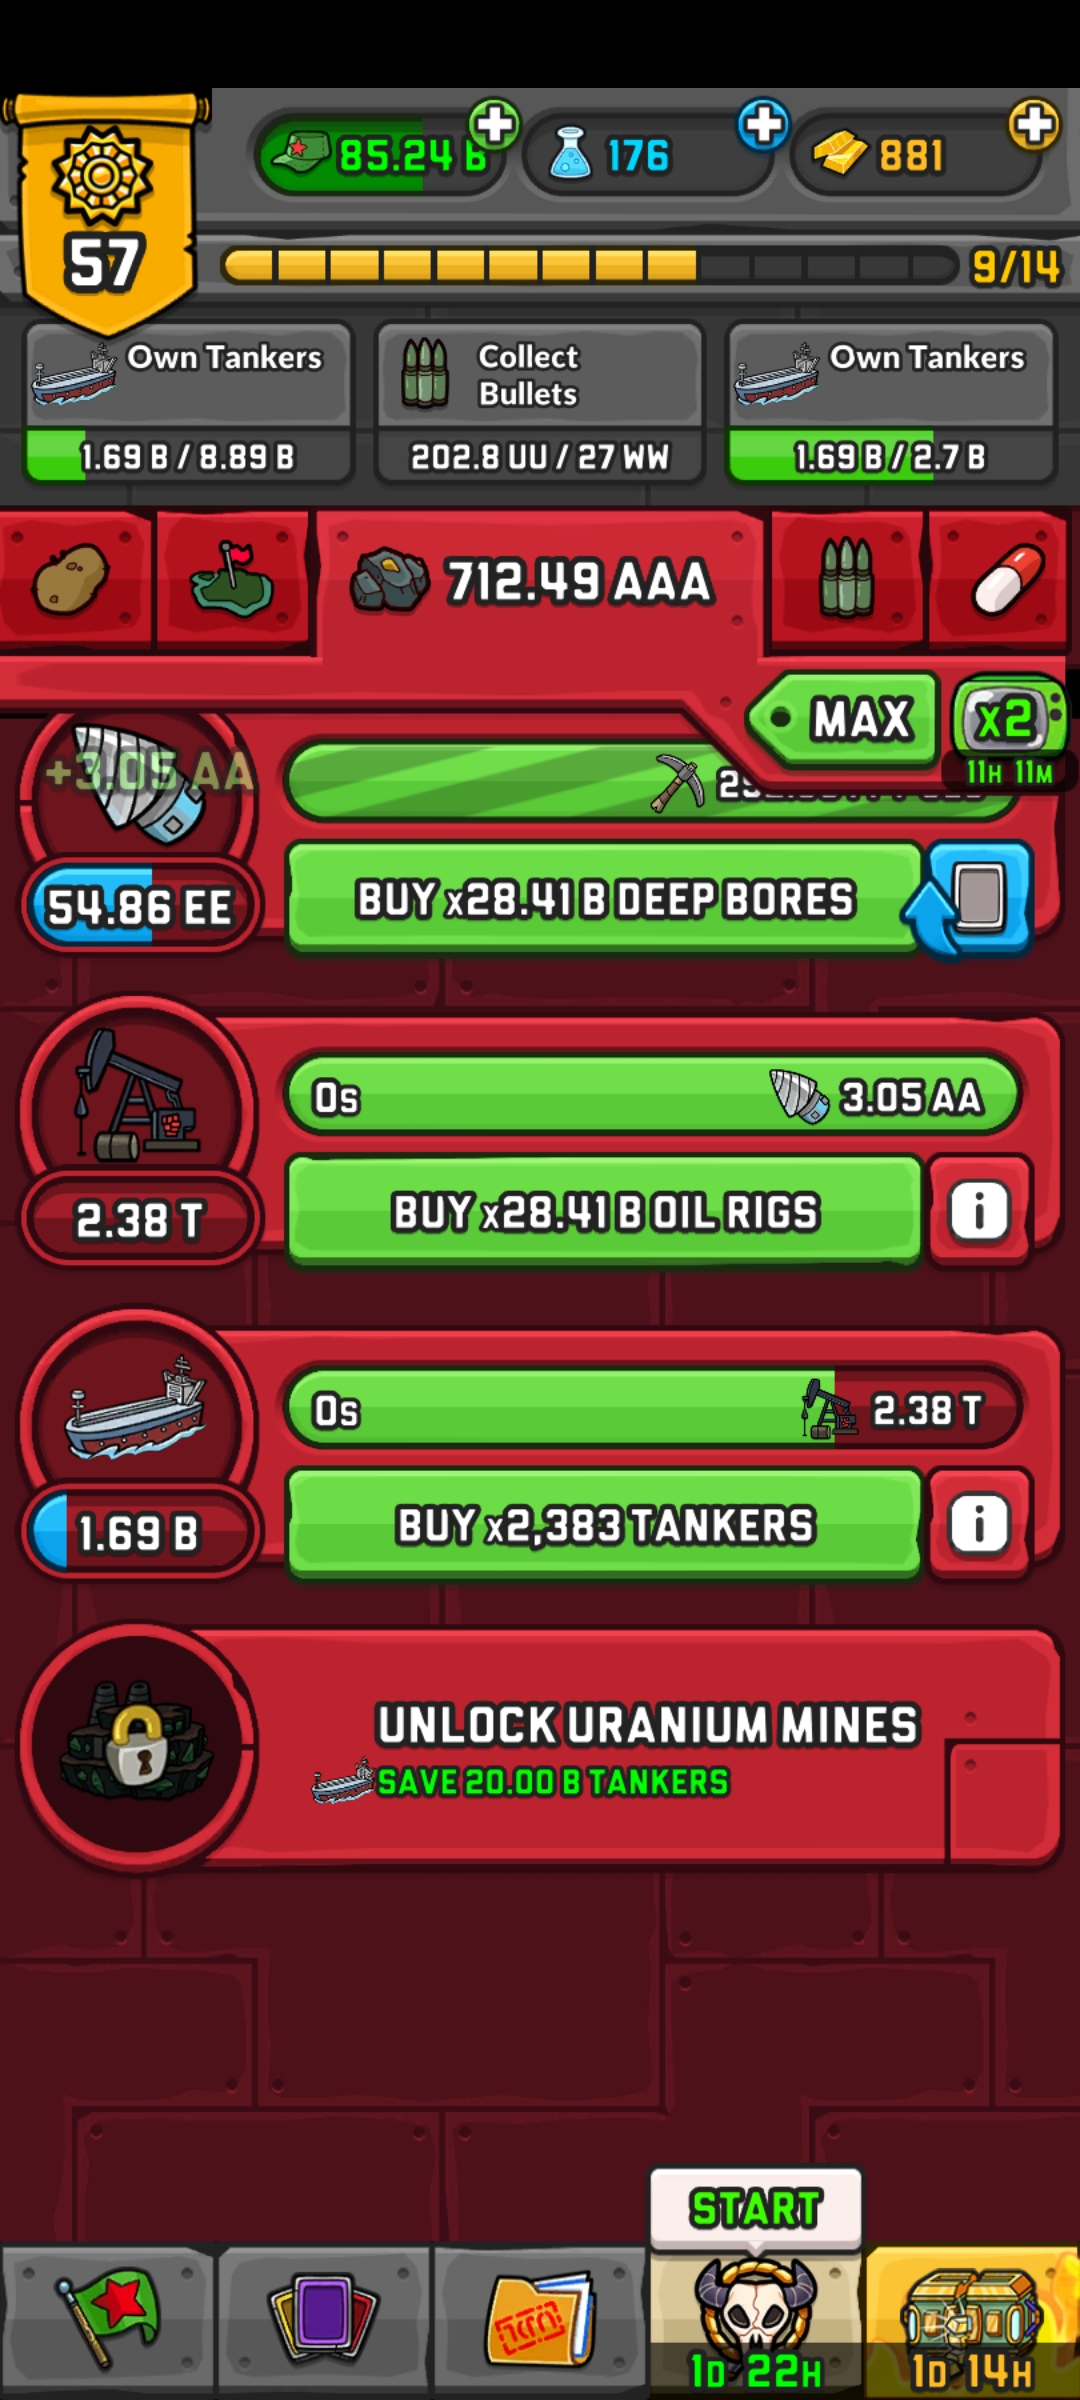 57
85.24 B
176
881
9/14
Own Tankers
1.69 B / 8.89 B
Collect
Bullets
202.8 UU / 27 WW
Own Tankers
1.69 B / 2.7 B
712.49 AAA
MAX
x2
11H 11M
+3.05 AA
54.86 EE
BUY x28.41 B DEEP BORES
0s
3.05 AA
2.38 T
BUY x28.41 B OIL RIGS
0s
2.38 T
1.69 B
BUY x2,383 TANKERS
UNLOCK URANIUM MINES
SAVE 20.00 B TANKERS
START
1D 22H
1D 14H